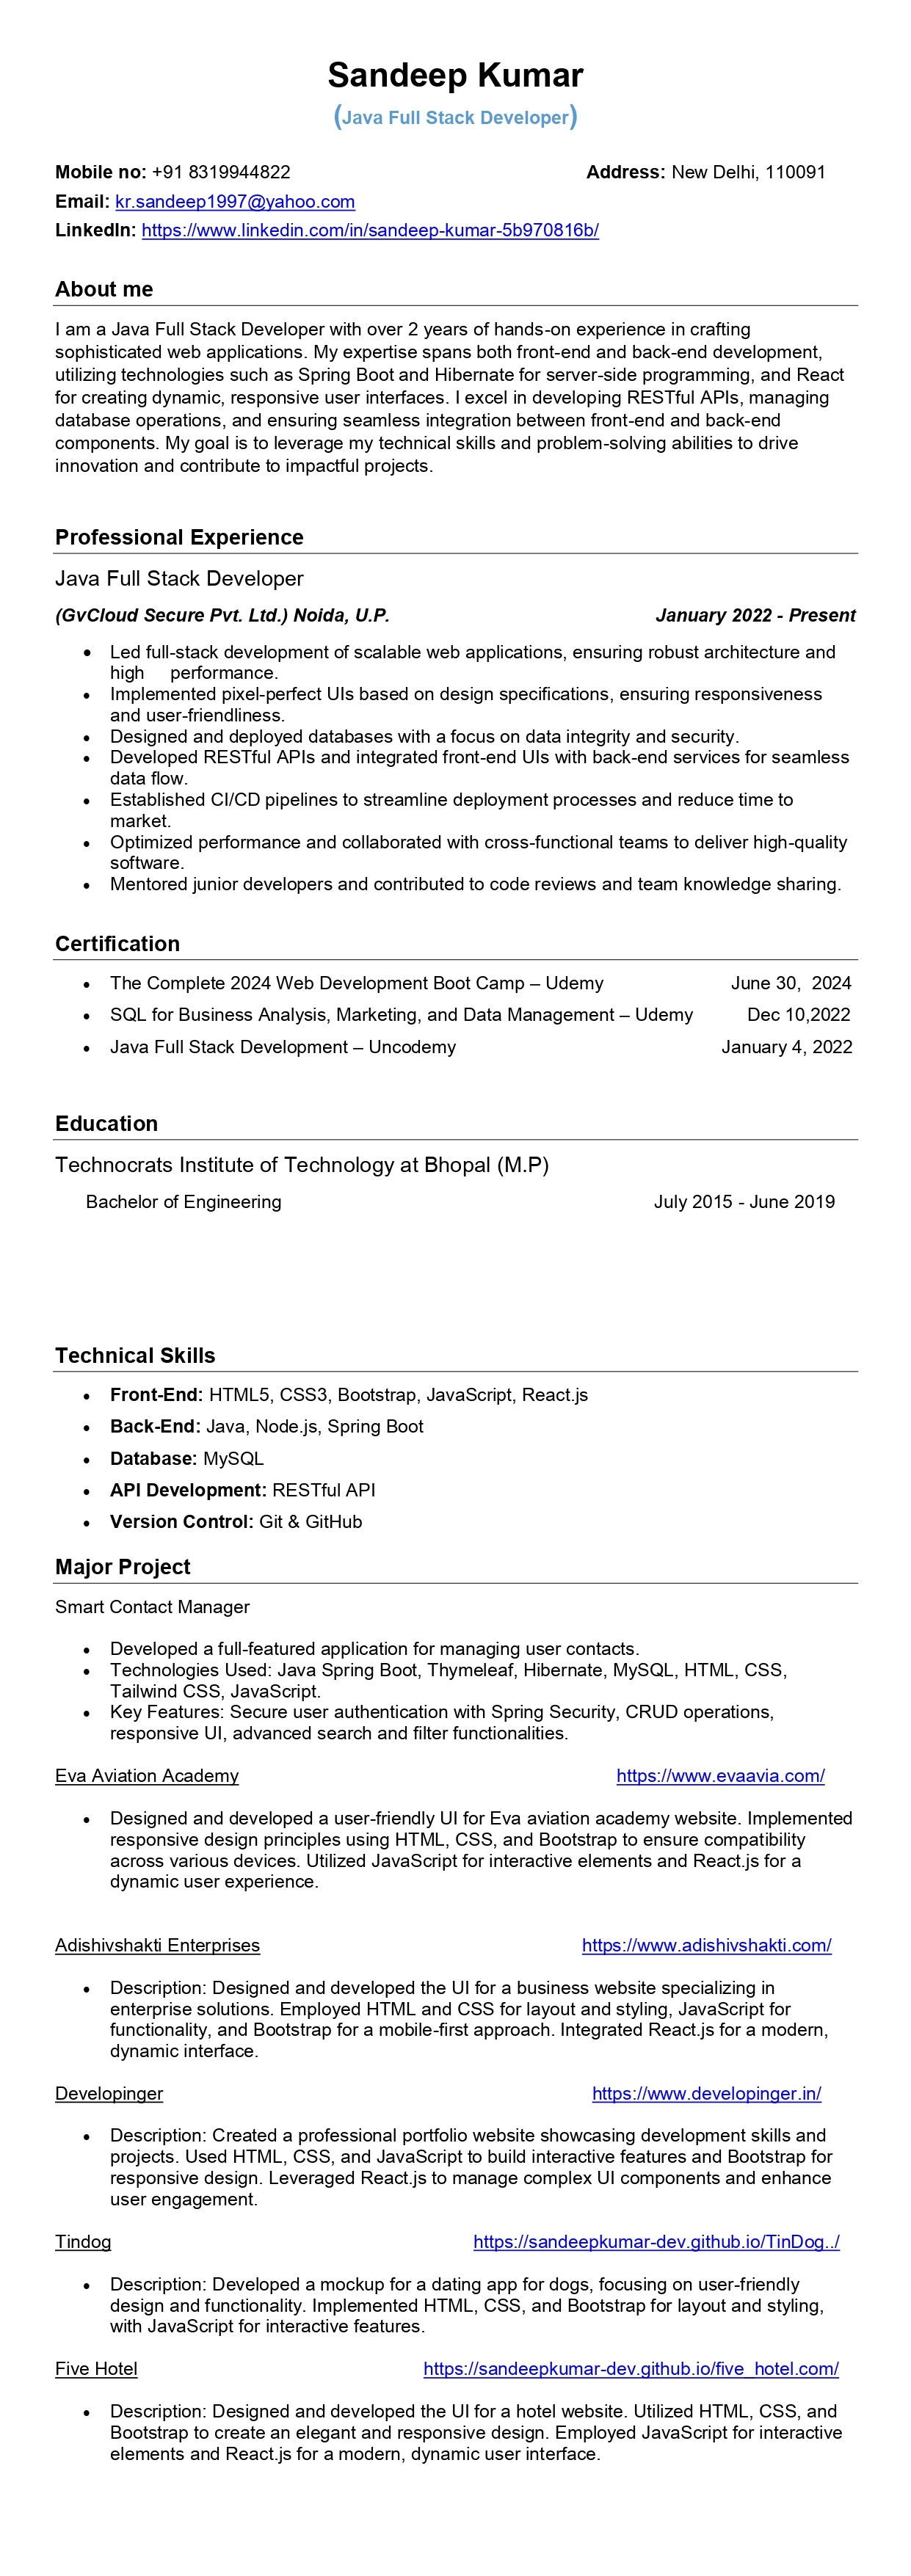 Sandeep Kumar
(Java Full Stack Developer)
Mobile no: +91 8319944822 Address: New Delhi, 110091
Email: kr.sandeep1997@yahoo.com
LinkedIn: https://www.linkedin.com/in/sandeep-kumar-5b970816b/
About me
I am a Java Full Stack Developer with over 2 years of hands-on experience in crafting
sophisticated web applications. My expertise spans both front-end and back-end development,
utilizing technologies such as Spring Boot and Hibernate for server-side programming, and React
for creating dynamic, responsive user interfaces. I excel in developing RESTful APIs, managing
database operations, and ensuring seamless integration between front-end and back-end
components. My goal is to leverage my technical skills and problem-solving abilities to drive
innovation and contribute to impactful projects.
Professional Experience
Java Full Stack Developer
(GvCloud Secure Pvt. Ltd.) Noida, U.P. January 2022 - Present
• Led full-stack development of scalable web applications, ensuring robust architecture and
high performance.
• Implemented pixel-perfect UIs based on design specifications, ensuring responsiveness
and user-friendliness.
• Designed and deployed databases with a focus on data integrity and security.
• Developed RESTful APIs and integrated front-end UIs with back-end services for seamless
data flow.
• Established CI/CD pipelines to streamline deployment processes and reduce time to
market.
• Optimized performance and collaborated with cross-functional teams to deliver high-quality
software.
• Mentored junior developers and contributed to code reviews and team knowledge sharing.
Certification
• The Complete 2024 Web Development Boot Camp – Udemy June 30, 2024
• SQL for Business Analysis, Marketing, and Data Management – Udemy Dec 10,2022
• Java Full Stack Development – Uncodemy January 4, 2022
Education
Technocrats Institute of Technology at Bhopal (M.P)
Bachelor of Engineering July 2015 - June 2019
Technical Skills
• Front-End: HTML5, CSS3, Bootstrap, JavaScript, React.js
• Back-End: Java, Node.js, Spring Boot
• Database: MySQL
• API Development: RESTful API
• Version Control: Git & GitHub
Major Project
Smart Contact Manager
• Developed a full-featured application for managing user contacts.
• Technologies Used: Java Spring Boot, Thymeleaf, Hibernate, MySQL, HTML, CSS,
Tailwind CSS, JavaScript.
• Key Features: Secure user authentication with Spring Security, CRUD operations,
responsive UI, advanced search and filter functionalities.
Eva Aviation Academy https://www.evaavia.com/
• Designed and developed a user-friendly UI for Eva aviation academy website. Implemented
responsive design principles using HTML, CSS, and Bootstrap to ensure compatibility
across various devices. Utilized JavaScript for interactive elements and React.js for a
dynamic user experience.
Adishivshakti Enterprises https://www.adishivshakti.com/
• Description: Designed and developed the UI for a business website specializing in
enterprise solutions. Employed HTML and CSS for layout and styling, JavaScript for
functionality, and Bootstrap for a mobile-first approach. Integrated React.js for a modern,
dynamic interface.
Developinger https://www.developinger.in/
• Description: Created a professional portfolio website showcasing development skills and
projects. Used HTML, CSS, and JavaScript to build interactive features and Bootstrap for
responsive design. Leveraged React.js to manage complex UI components and enhance
user engagement.
Tindog https://sandeepkumar-dev.github.io/TinDog../
• Description: Developed a mockup for a dating app for dogs, focusing on user-friendly
design and functionality. Implemented HTML, CSS, and Bootstrap for layout and styling,
with JavaScript for interactive features.
Five Hotel https://sandeepkumar-dev.github.io/five_hotel.com/
• Description: Designed and developed the UI for a hotel website. Utilized HTML, CSS, and
Bootstrap to create an elegant and responsive design. Employed JavaScript for interactive
elements and React.js for a modern, dynamic user interface.